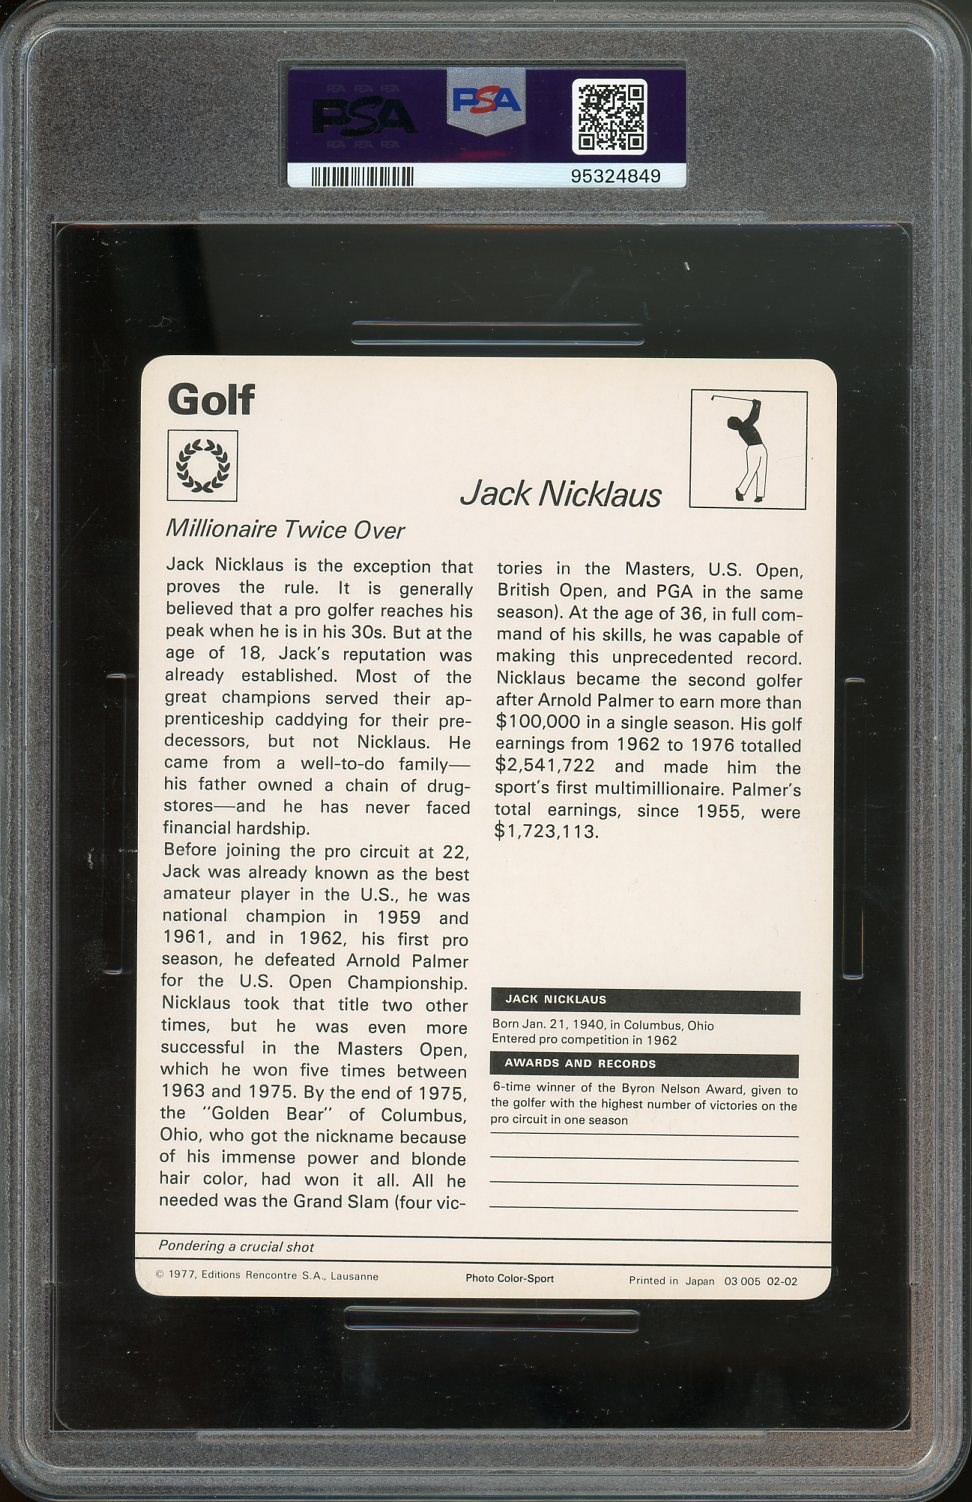 PSA
PSA
95324849
Golf
Jack Nicklaus
Millionaire Twice Over
Jack Nicklaus is the exception that
proves the rule. It is generally
believed that a pro golfer reaches his
peak when he is in his 30s. But at the
age of 18, Jack's reputation was
already established. Most of the
great champions served their ap-
prenticeship caddying for their pre-
decessors, but not Nicklaus. He
came from a well-to-do family—
his father owned a chain of drug-
stores—and he has never faced
financial hardship.
Before joining the pro circuit at 22,
Jack was already known as the best
amateur player in the U.S., he was
national champion in 1959 and
1961, and in 1962, his first pro
season, he defeated Arnold Palmer
for the U.S. Open Championship.
Nicklaus took that title two other
times, but he was even more
successful in the Masters Open,
which he won five times between
1963 and 1975. By the end of 1975,
the "Golden Bear" of Columbus,
Ohio, who got the nickname because
of his immense power and blonde
hair color, had won it all. All he
needed was the Grand Slam (four vic-
tories in the Masters, U.S. Open,
British Open, and PGA in the same
season). At the age of 36, in full com-
mand of his skills, he was capable of
making this unprecedented record.
Nicklaus became the second golfer
after Arnold Palmer to earn more than
$100,000 in a single season. His golf
earnings from 1962 to 1976 totalled
$2,541,722 and made him the
sport's first multimillionaire. Palmer's
total earnings, since 1955, were
$1,723,113.
JACK NICKLAUS
Born Jan. 21, 1940, in Columbus, Ohio
Entered pro competition in 1962
AWARDS AND RECORDS
6-time winner of the Byron Nelson Award, given to
the golfer with the highest number of victories on the
pro circuit in one season
Pondering a crucial shot
© 1977, Editions Rencontre S.A., Lausanne
Photo Color-Sport
Printed in Japan 03 005 02-02